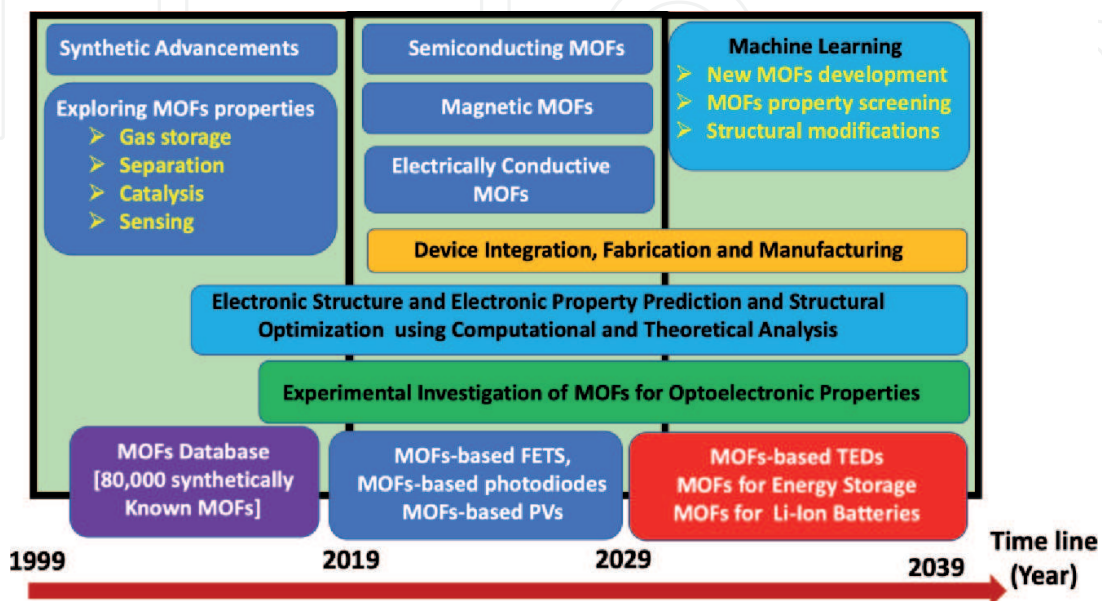 Synthetic Advancements
Exploring MOFs properties
➢ Gas storage
➢ Separation
➢ Catalysis
➢ Sensing
Semiconducting MOFs
Magnetic MOFs
Electrically Conductive
MOFs
Machine Learning
➢ New MOFs development
➢ MOFs property screening
➢ Structural modifications
Device Integration, Fabrication and Manufacturing
Electronic Structure and Electronic Property Prediction and Structural
Optimization using Computational and Theoretical Analysis
Experimental Investigation of MOFs for Optoelectronic Properties
MOFs Database
[80,000 synthetically
Known MOFs]
MOFs-based FETS,
MOFs-based photodiodes
MOFs-based PVs
MOFs-based TEDs
MOFs for Energy Storage
MOFs for Li-Ion Batteries
1999
2019
2029
2039
Time line
(Year)